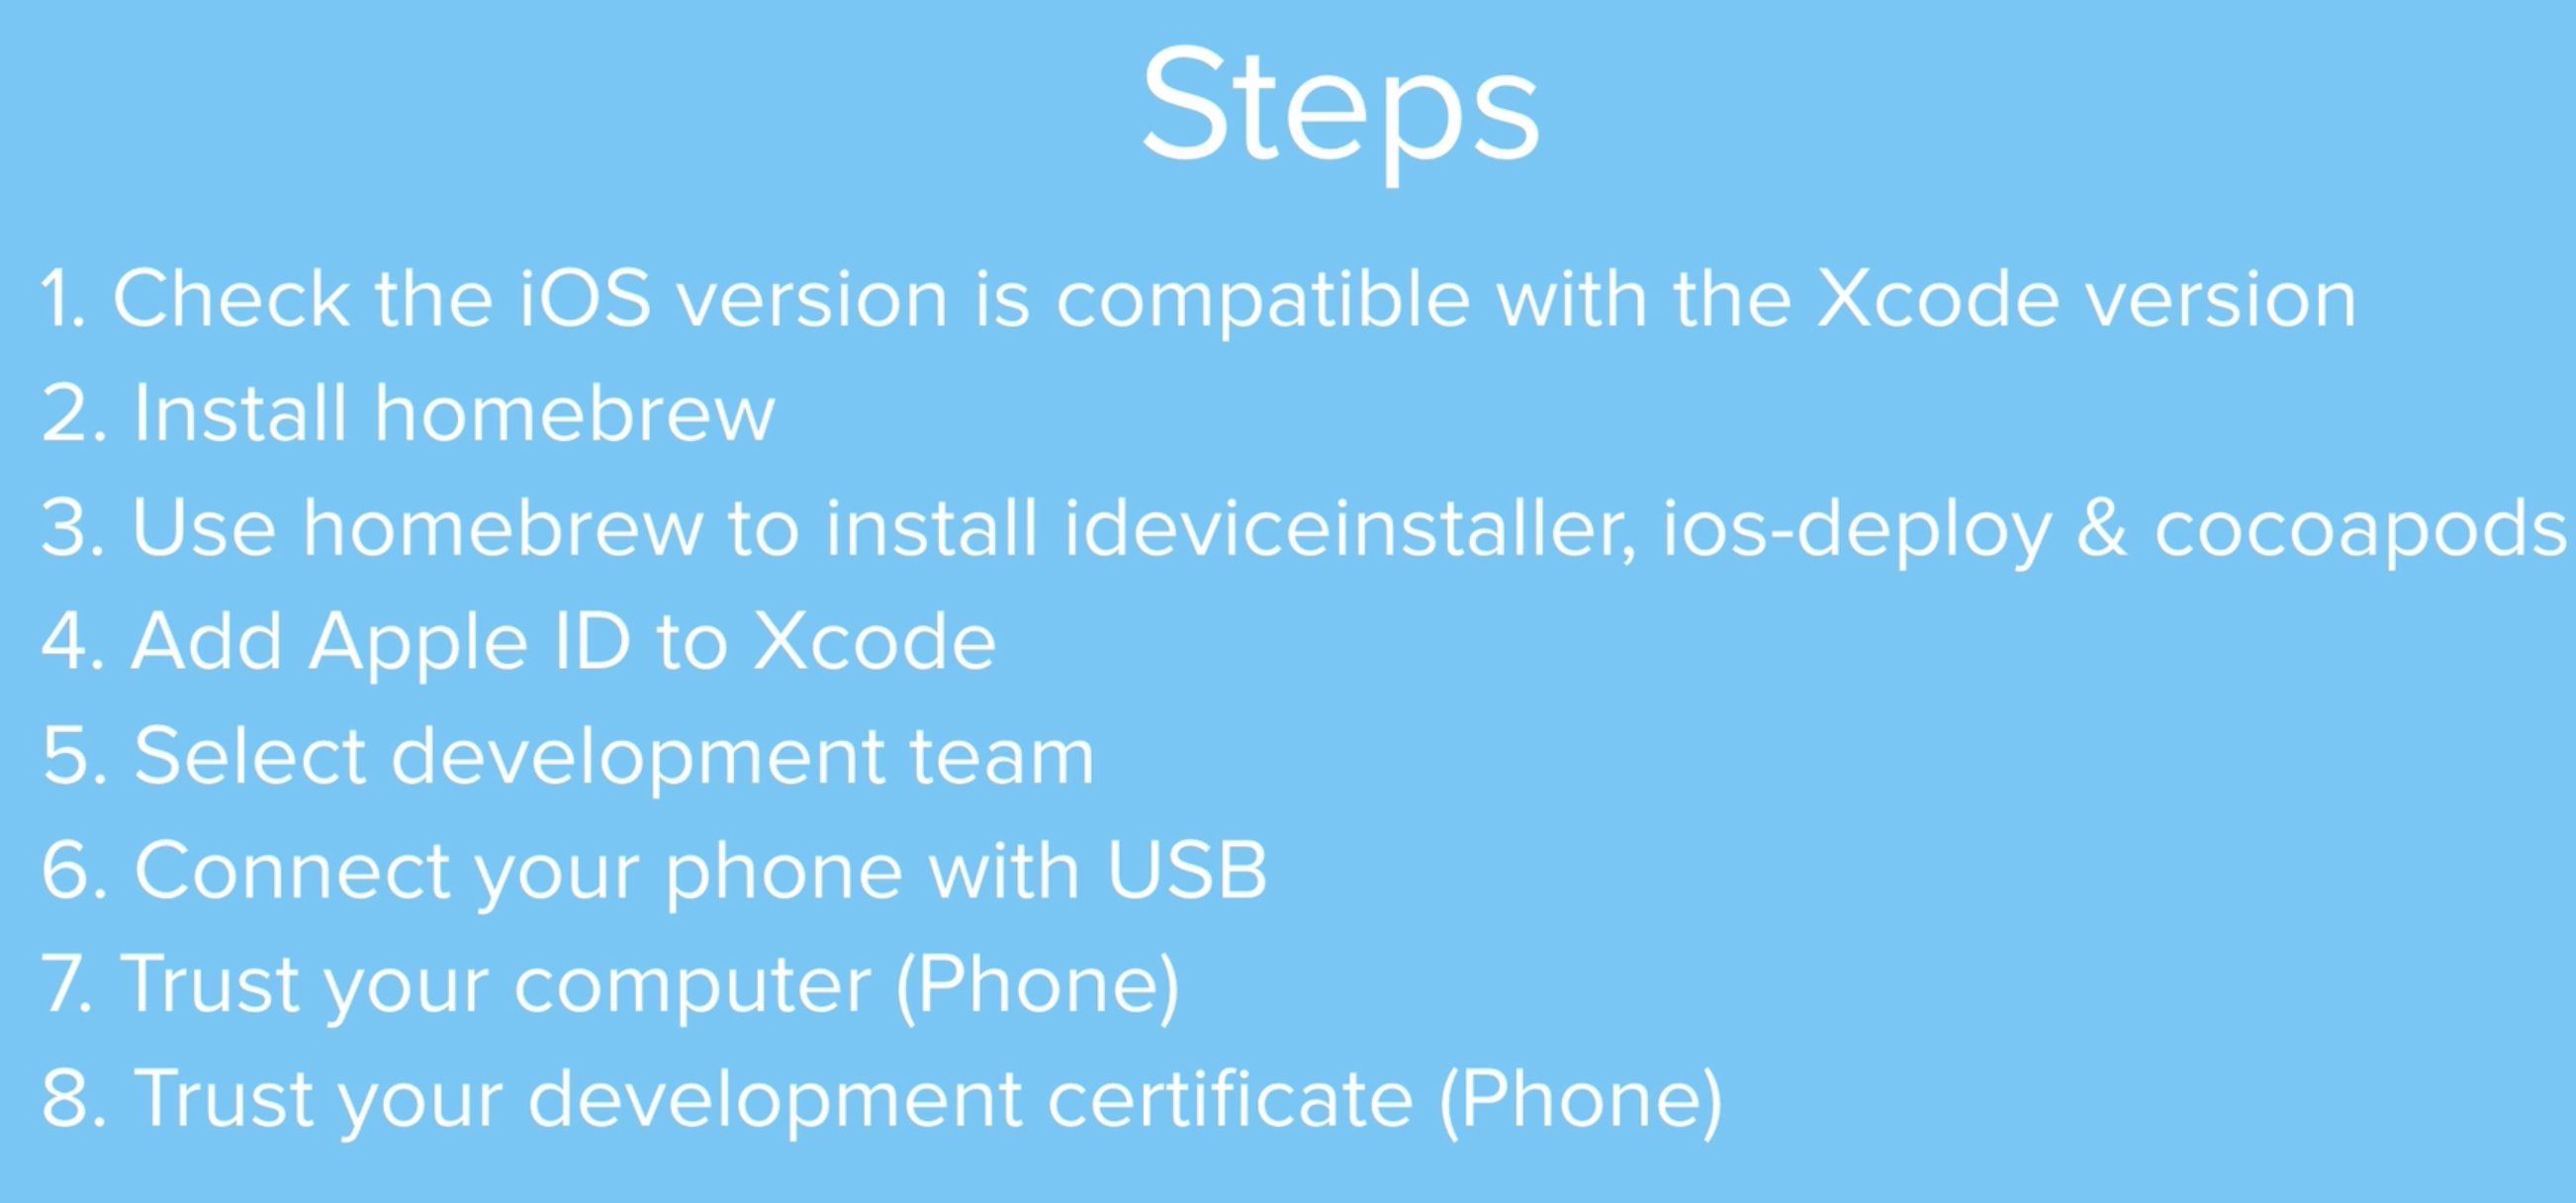 Steps
1. Check the iOS version is compatible with the Xcode version
2. Install homebrew
3. Use homebrew to install ideviceinstaller, ios-deploy & cocoapods
4. Add Apple ID to Xcode
5. Select development team
6. Connect your phone with USB
7. Trust your computer (Phone)
8. Trust your development certificate (Phone)